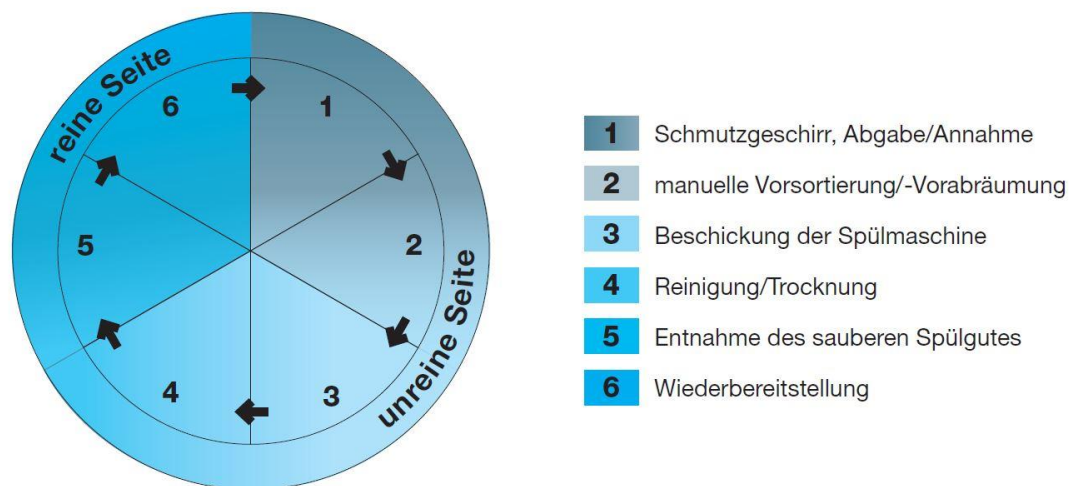 reine Seite
unreine Seite
1
2
3
4
5
6
1 Schmutzgeschirr, Abgabe/Annahme
2 manuelle Vorsortierung/-Vorabräumung
3 Beschickung der Spülmaschine
4 Reinigung/Trocknung
5 Entnahme des sauberen Spülgutes
6 Wiederbereitstellung